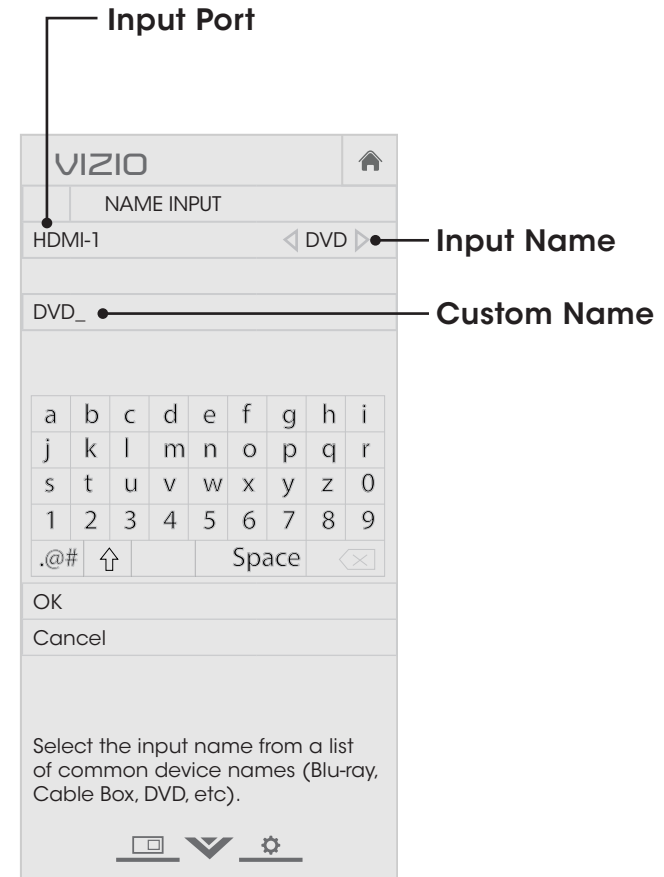 Input Port
VIZIO
NAME INPUT
HDMI-1 DVD Input Name
DVD_ Custom Name
a b c d e f g h i
j k l m n o p q r
s t u v w x y z 0
1 2 3 4 5 6 7 8 9
.@# Space
OK
Cancel
Select the input name from a list
of common device names (Blu-ray,
Cable Box, DVD, etc).